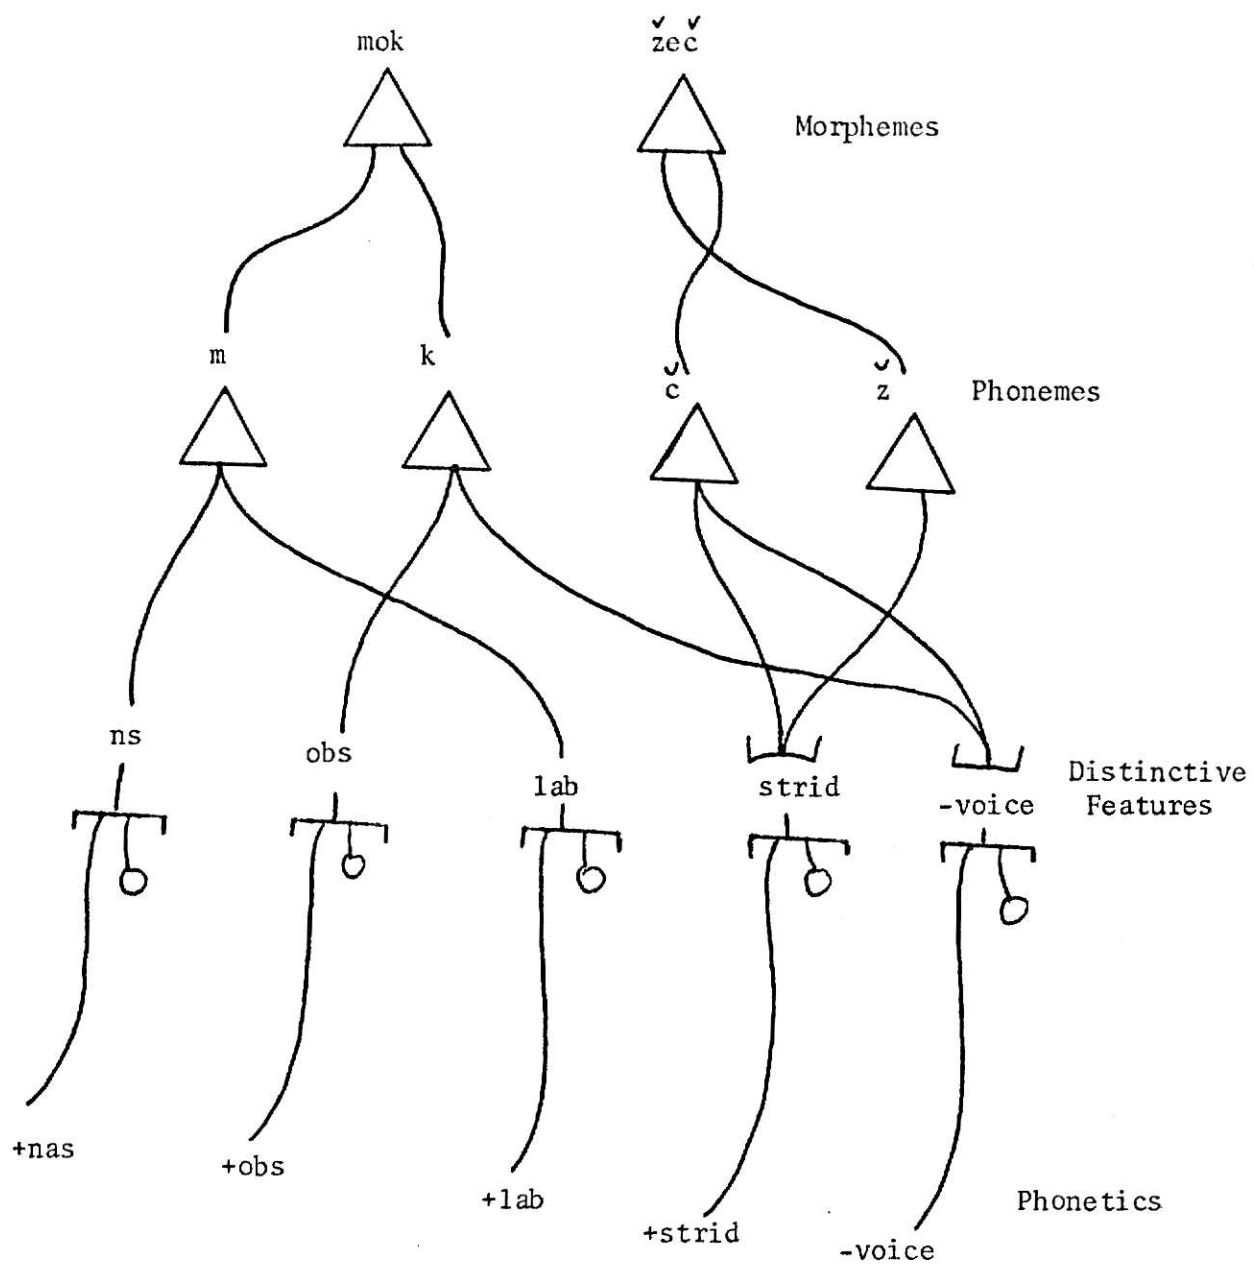 mok
žeč
Morphemes
m
k
č
ž
Phonemes
ns
obs
lab
strid
-voice
Distinctive
Features
+nas
+obs
+lab
+strid
-voice
Phonetics